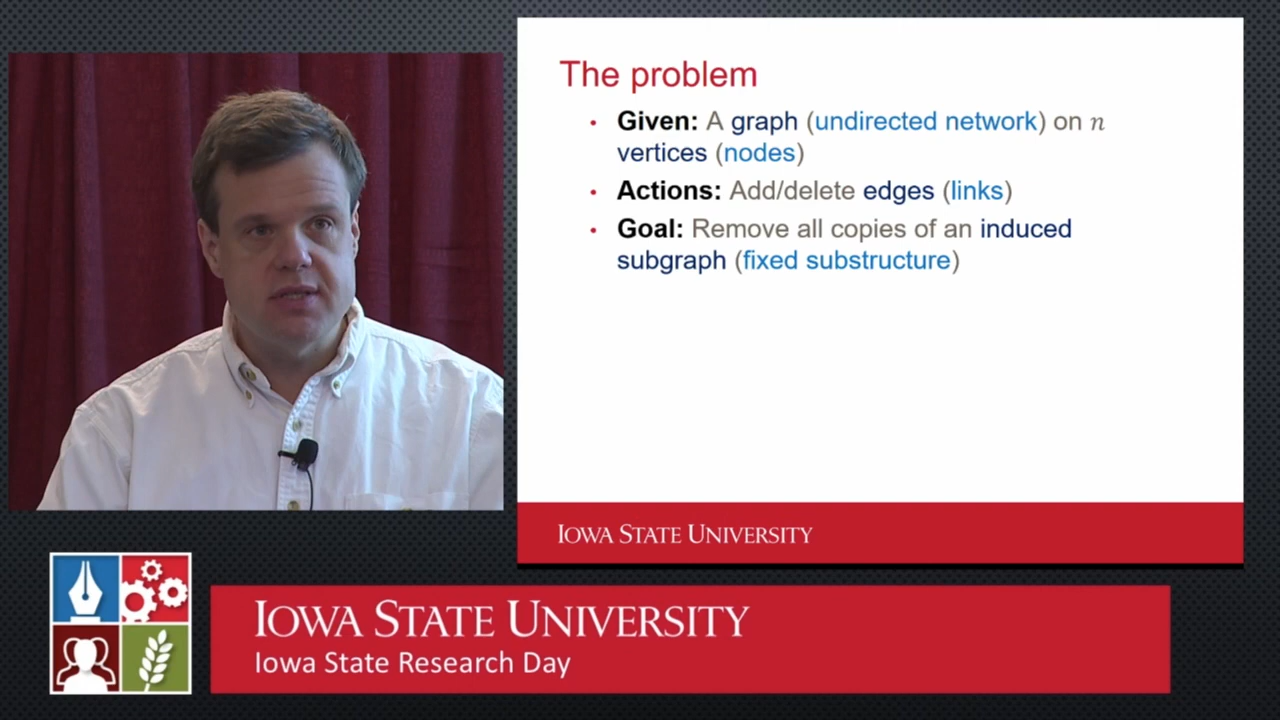 The problem
• Given: A graph (undirected network) on n
vertices (nodes)
• Actions: Add/delete edges (links)
• Goal: Remove all copies of an induced
subgraph (fixed substructure)
IOWA STATE UNIVERSITY
IOWA STATE UNIVERSITY
Iowa State Research Day